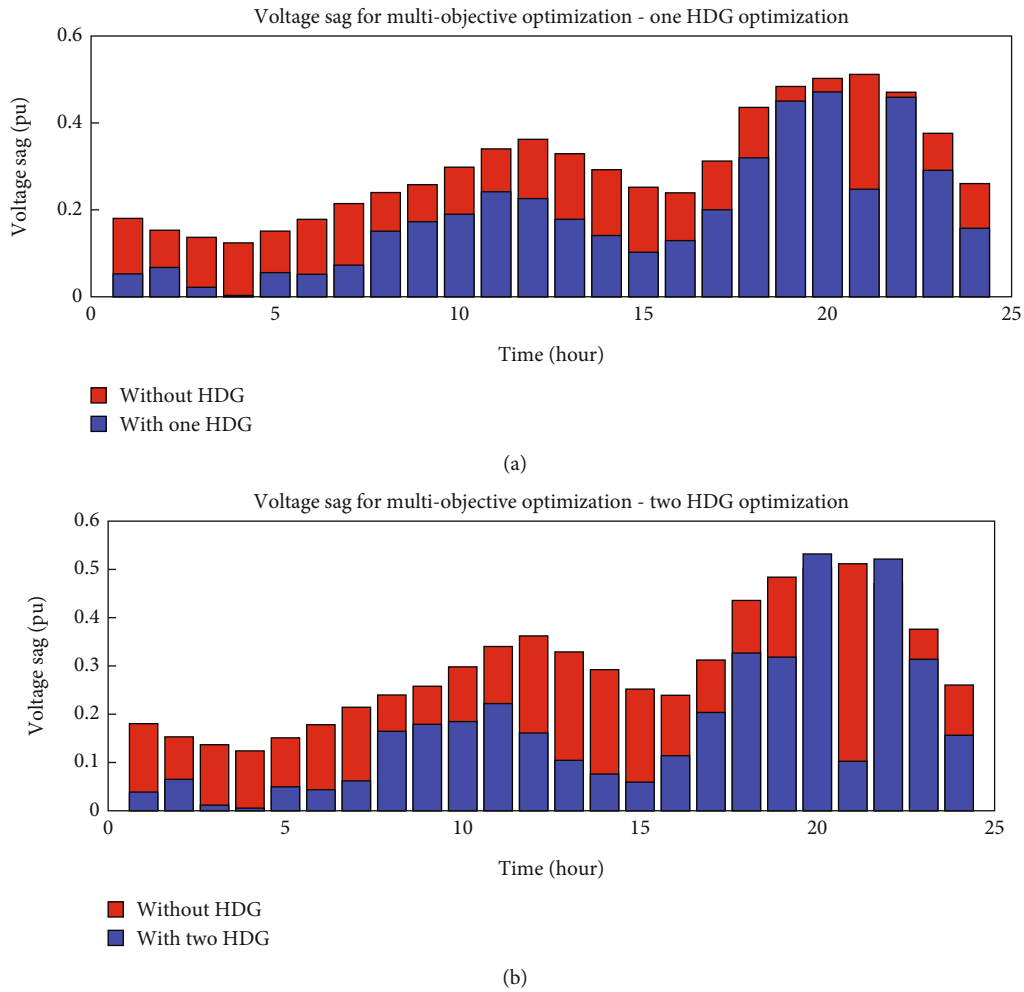 Voltage sag for multi-objective optimization - one HDG optimization
0.6
0.4
0.2
0
Voltage sag (pu)
0 5 10 15 20 25
Time (hour)
Without HDG
With one HDG
(a)
Voltage sag for multi-objective optimization - two HDG optimization
0.6
0.5
0.4
0.3
0.2
0.1
0
Voltage sag (pu)
0 5 10 15 20 25
Time (hour)
Without HDG
With two HDG
(b)